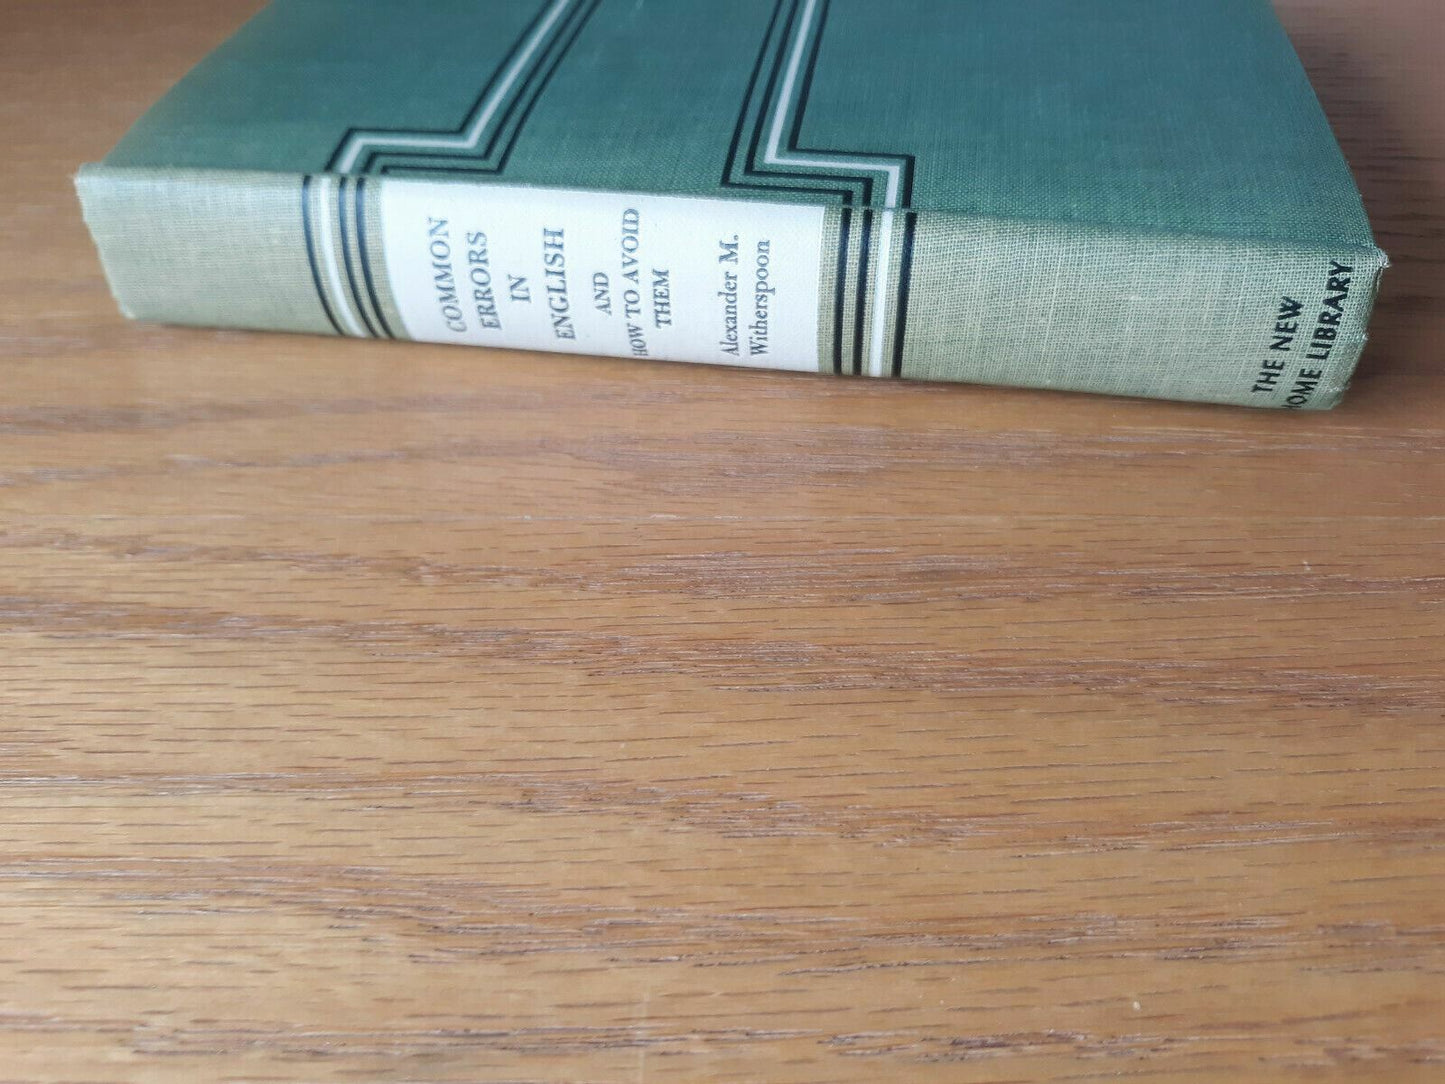 COMMON
ERRORS
IN
ENGLISH
AND
HOW TO AVOID
THEM
Alexander M.
Witherspoon
THE NEW
HOME LIBRARY